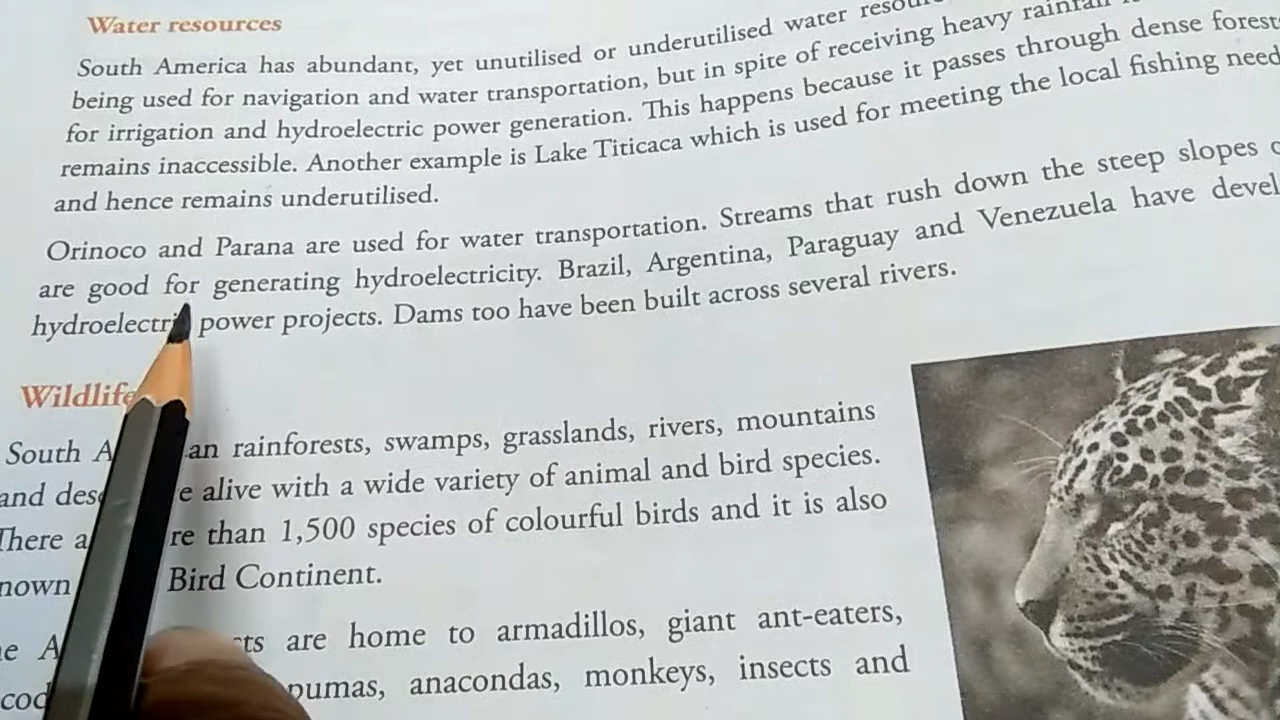 Water resources
South America has abundant, yet unutilised or underutilised water
being used for navigation and water transportation, but in spite of receiving heavy rainfall
for irrigation and hydroelectric power generation. This happens because it passes through dense forest
remains inaccessible. Another example is Lake Titicaca which is used for meeting the local fishing need
and hence remains underutilised.
Orinoco and Parana are used for water transportation. Streams that rush down the steep slopes
are good for generating hydroelectricity. Brazil, Argentina, Paraguay and Venezuela have devel
hydroelectri power projects. Dams too have been built across several rivers.
Wildlife
South A an rainforests, swamps, grasslands, rivers, mountains
and des e alive with a wide variety of animal and bird species.
There a re than 1,500 species of colourful birds and it is also
nown Bird Continent.
e A ts are home to armadillos, giant ant-eaters,
cod pumas, anacondas, monkeys, insects and